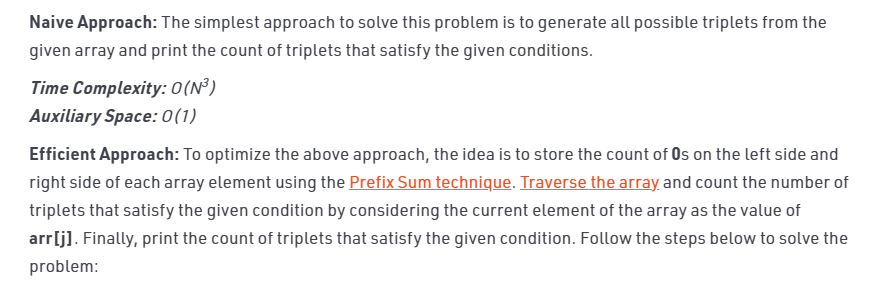 Naive Approach: The simplest approach to solve this problem is to generate all possible triplets from the
given array and print the count of triplets that satisfy the given conditions.
Time Complexity: O(N³)
Auxiliary Space: O(1)
Efficient Approach: To optimize the above approach, the idea is to store the count of 0s on the left side and
right side of each array element using the Prefix Sum technique. Traverse the array and count the number of
triplets that satisfy the given condition by considering the current element of the array as the value of
arr[j]. Finally, print the count of triplets that satisfy the given condition. Follow the steps below to solve the
problem: